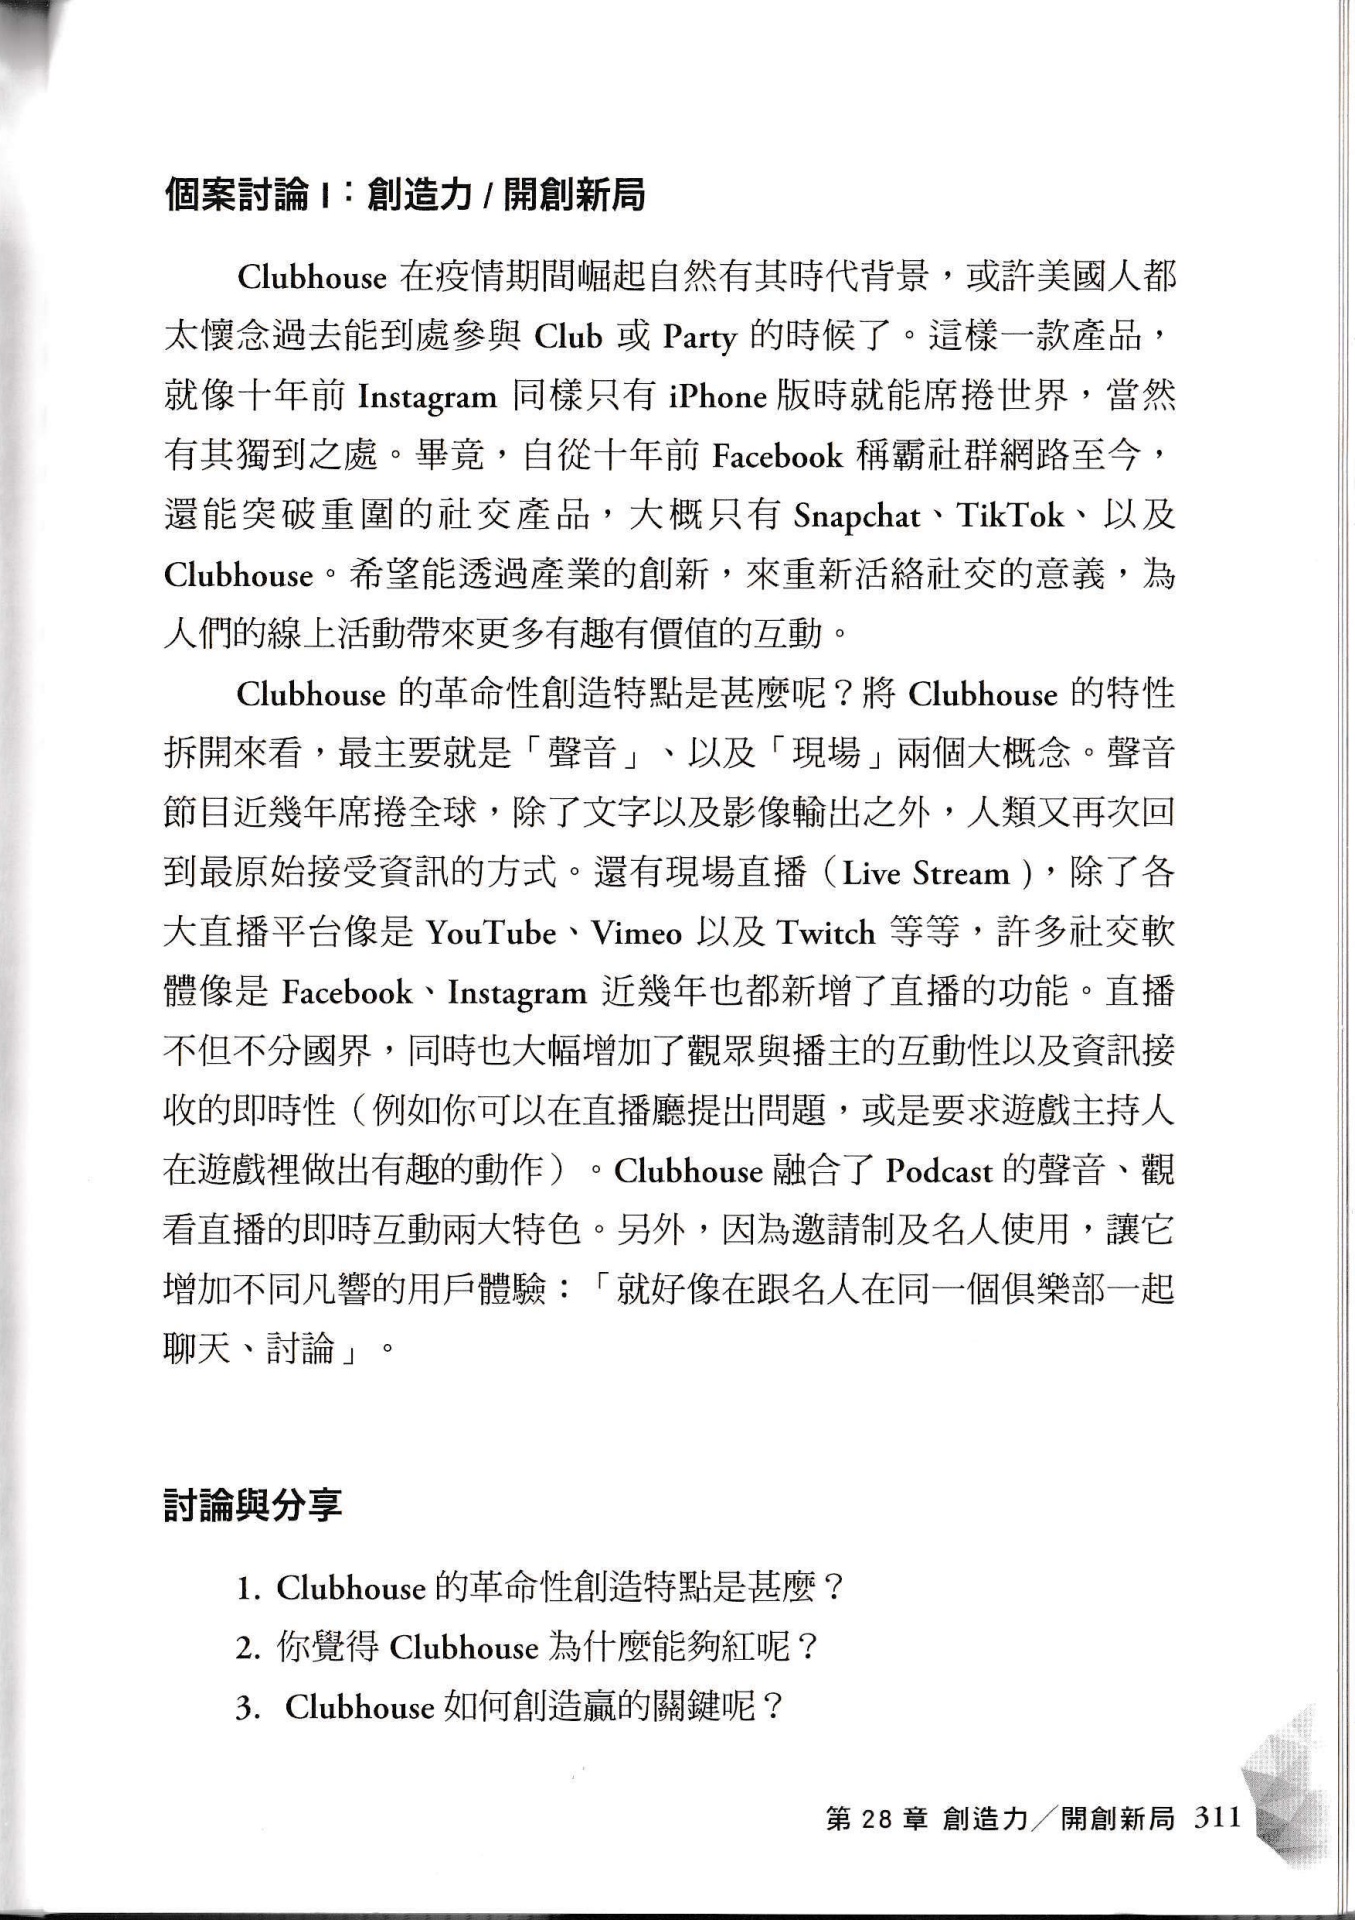 個案討論 I：創造力 / 開創新局
Clubhouse 在疫情期間崛起自然有其時代背景，或許美國人都
太懷念過去能到處參與 Club 或 Party 的時候了。這樣一款產品，
就像十年前 Instagram 同樣只有 iPhone 版時就能席捲世界，當然
有其獨到之處。畢竟，自從十年前 Facebook 稱霸社群網路至今，
還能突破重圍的社交產品，大概只有 Snapchat、TikTok、以及
Clubhouse。希望能透過產業的創新，來重新活絡社交的意義，為
人們的線上活動帶來更多有趣有價值的互動。
Clubhouse 的革命性創造特點是甚麼呢？將 Clubhouse 的特性
拆開來看，最主要就是「聲音」、以及「現場」兩個大概念。聲音
節目近幾年席捲全球，除了文字以及影像輸出之外，人類又再次回
到最原始接受資訊的方式。還有現場直播（Live Stream )，除了各
大直播平台像是 YouTube、Vimeo 以及 Twitch 等等，許多社交軟
體像是 Facebook、Instagram 近幾年也都新增了直播的功能。直播
不但不分國界，同時也大幅增加了觀眾與播主的互動性以及資訊接
收的即時性（例如你可以在直播廳提出問題，或是要求遊戲主持人
在遊戲裡做出有趣的動作）。Clubhouse 融合了 Podcast 的聲音、觀
看直播的即時互動兩大特色。另外，因為邀請制及名人使用，讓它
增加不同凡響的用戶體驗：「就好像在跟名人在同一個俱樂部一起
聊天、討論」。
討論與分享
1. Clubhouse 的革命性創造特點是甚麼？
2. 你覺得 Clubhouse 為什麼能夠紅呢？
3. Clubhouse 如何創造贏的關鍵呢？
第 28 章 創造力／開創新局 311